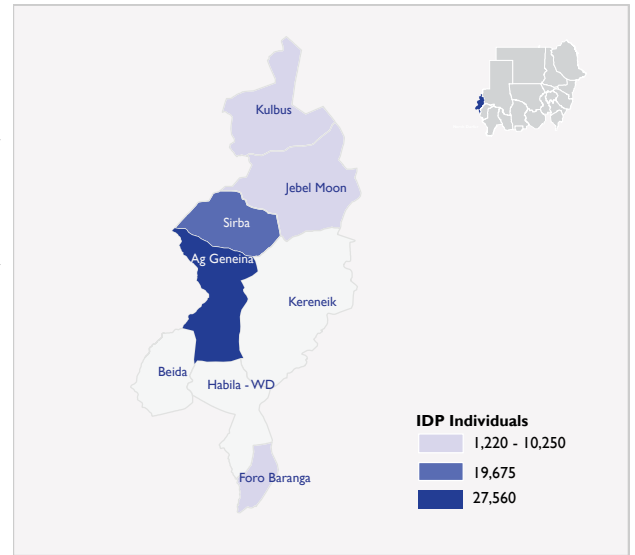 Kulbus
Jebel Moon
Sirba
Ag Geneina
Kereneik
Beida
Habila - WD
Foro Baranga
IDP Individuals
1,220 - 10,250
19,675
27,560